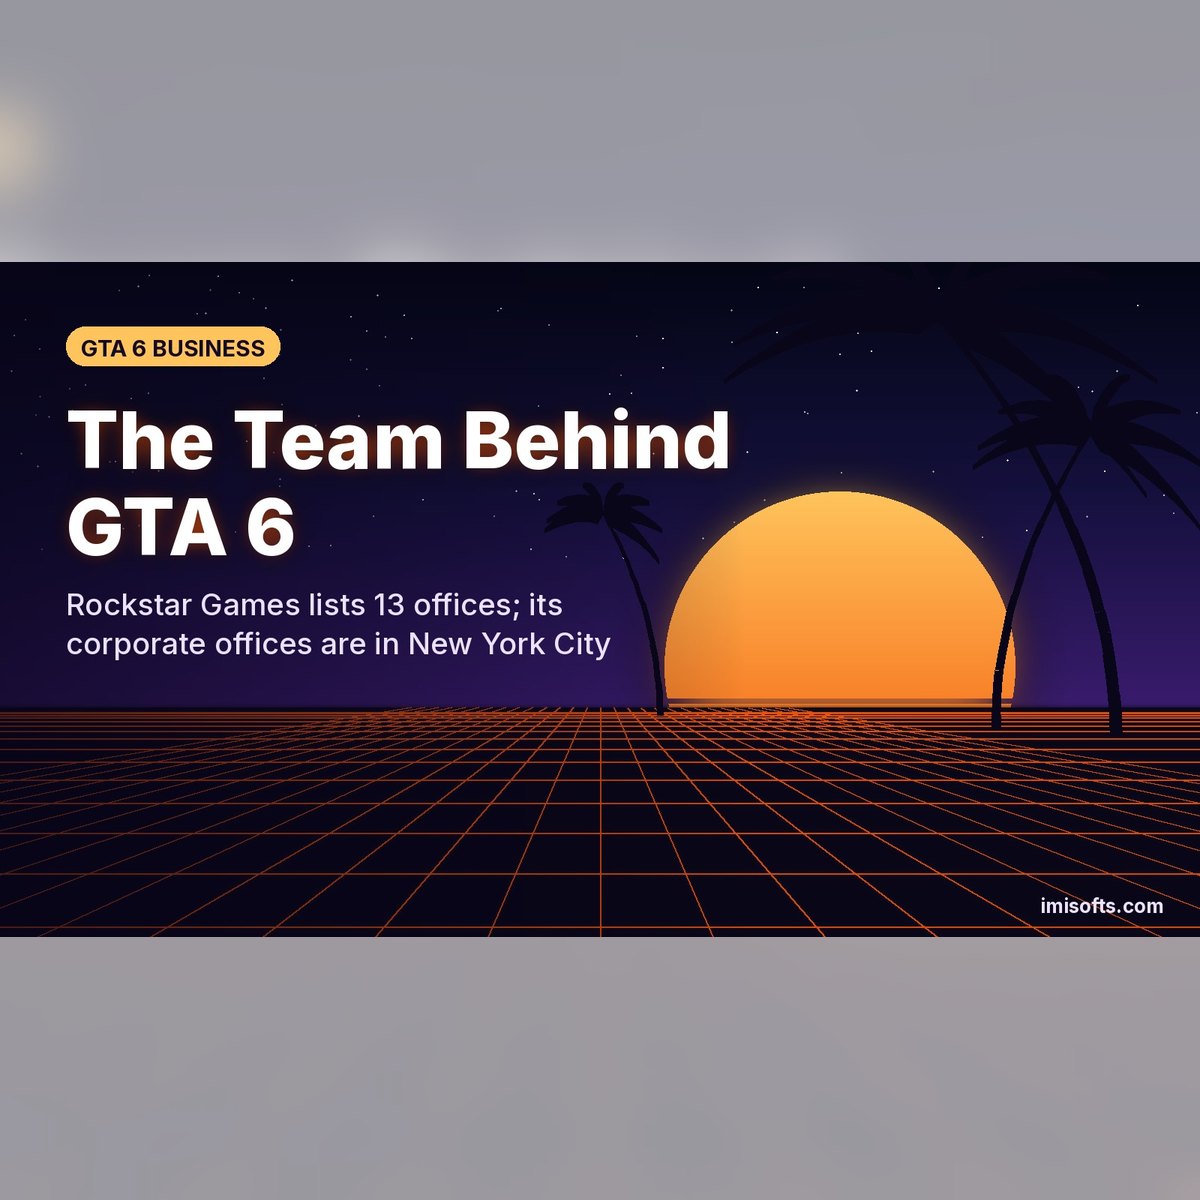 GTA 6 BUSINESS
The Team Behind
GTA 6
Rockstar Games lists 13 offices; its
corporate offices are in New York City
imisofts.com